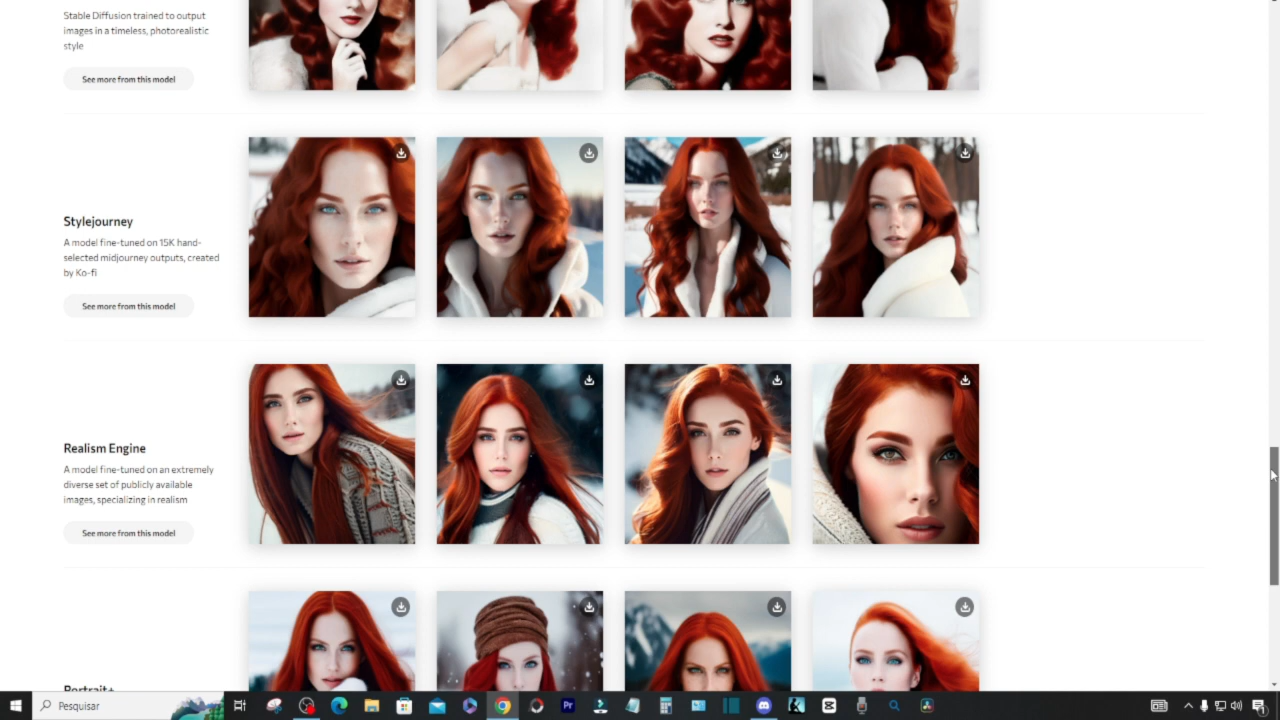 Stable Diffusion trained to output
images in a timeless, photorealistic
style
See more from this model
Stylejourney
A model fine-tuned on 15K hand-
selected midjourney outputs, created
by Ko-fi
See more from this model
Realism Engine
A model fine-tuned on an extremely
diverse set of publicly available
images, specializing in realism
See more from this model
Portrait+
Pesquisar
Pr